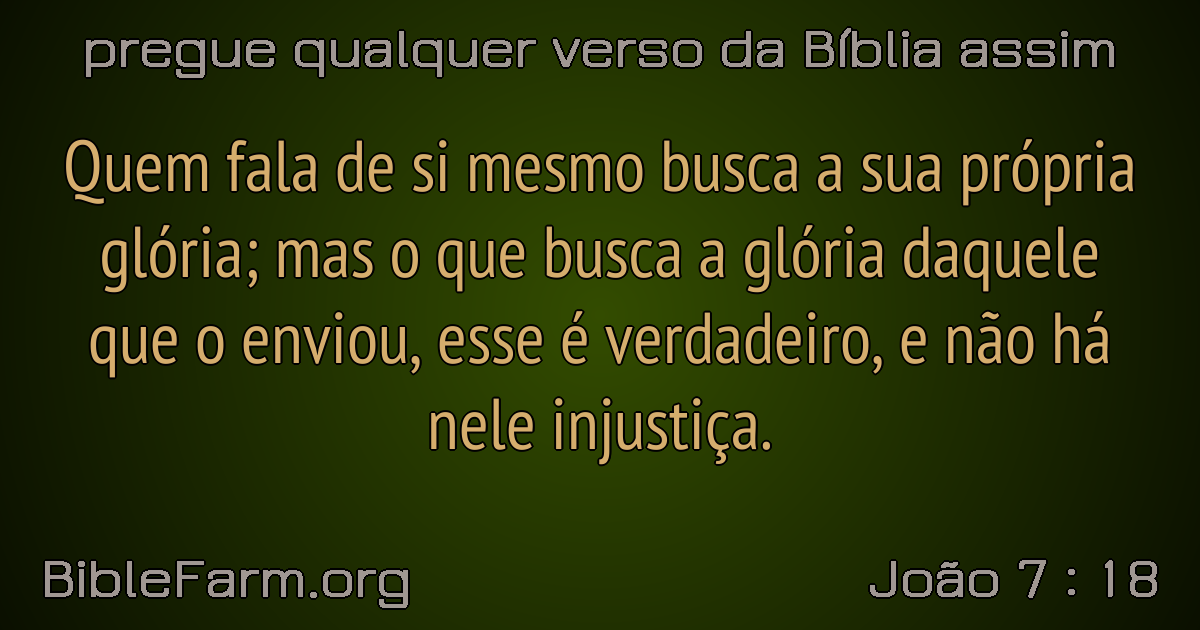 pregue qualquer verso da Bíblia assim
Quem fala de si mesmo busca a sua própria
glória; mas o que busca a glória daquele
que o enviou, esse é verdadeiro, e não há
nele injustiça.
BibleFarm.org
João 7 : 18